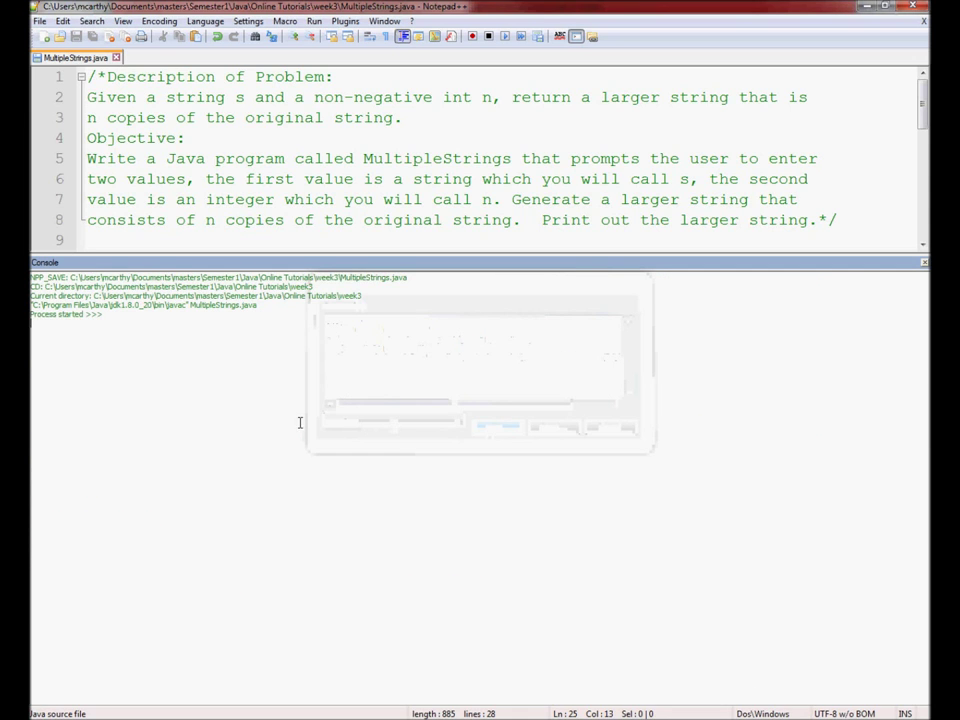 C:\Users\mcarthy\Documents\masters\Semester1\Java\Online Tutorials\week3\MultipleStrings.java - Notepad++
File Edit Search View Encoding Language Settings Macro Run Plugins Window ? X
MultipleStrings.java
1 /*Description of Problem:
2 Given a string s and a non-negative int n, return a larger string that is
3 n copies of the original string.
4 Objective:
5 Write a Java program called MultipleStrings that prompts the user to enter
6 two values, the first value is a string which you will call s, the second
7 value is an integer which you will call n. Generate a larger string that
8 consists of n copies of the original string.  Print out the larger string.*/
9
Console
NPP_SAVE: C:\Users\mcarthy\Documents\masters\Semester1\Java\Online Tutorials\week3\MultipleStrings.java
CD: C:\Users\mcarthy\Documents\masters\Semester1\Java\Online Tutorials\week3
Current directory: C:\Users\mcarthy\Documents\masters\Semester1\Java\Online Tutorials\week3
"C:\Program Files\Java\jdk1.8.0_20\bin\javac" MultipleStrings.java
Process started >>>
Java source file length : 885 lines : 28 Ln : 25 Col : 13 Sel : 0 | 0 Dos\Windows UTF-8 w/o BOM INS